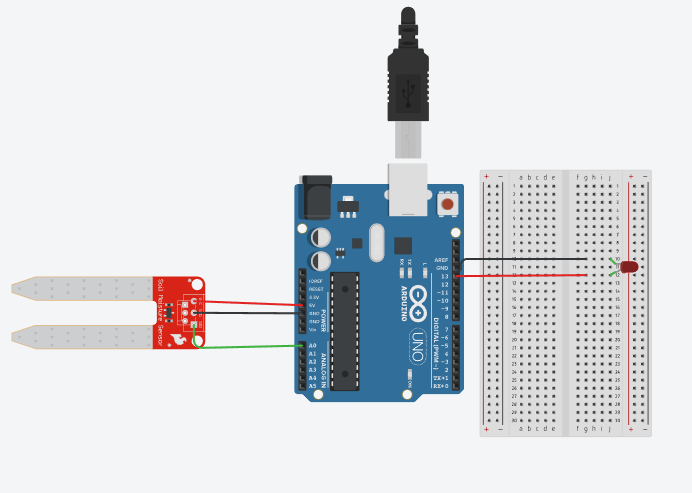 + -
a b c d e
f g h i j
+ -
AREF
GND
13
12
~11
~10
~9
8
7
~6
~5
4
~3
2
TX→1
RX←0
DIGITAL (PWM~)
L
TX
RX
ARDUINO
UNO
ON
IOREF
RESET
3.3V
5V
GND
GND
Vin
POWER
A0
A1
A2
A3
A4
A5
ANALOG IN
Soil Moisture Sensor
+ -
a b c d e
f g h i j
+ -